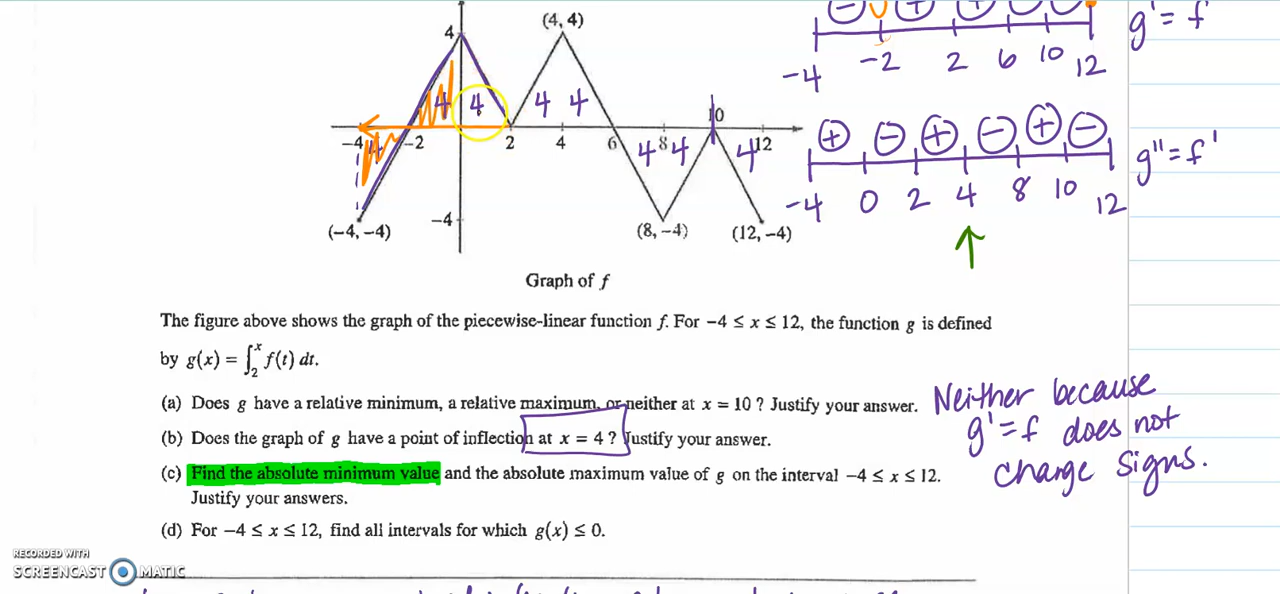 (4, 4)
4
g' = f
-4 -2 2 6 10 12
4 4 4 4
10
-4 -2 2 4 6 8 12
4 4 4
+ − + − + −
g'' = f'
-4 0 2 4 8 10 12
-4
(−4, −4) (8, −4) (12, −4)
Graph of f
The figure above shows the graph of the piecewise-linear function f. For −4 ≤ x ≤ 12, the function g is defined
by g(x) = ∫₂ˣ f(t) dt.
(a) Does g have a relative minimum, a relative maximum, or neither at x = 10 ? Justify your answer.
Neither because
g' = f does not
change signs.
(b) Does the graph of g have a point of inflection at x = 4 ? Justify your answer.
(c) Find the absolute minimum value and the absolute maximum value of g on the interval −4 ≤ x ≤ 12.
Justify your answers.
(d) For −4 ≤ x ≤ 12, find all intervals for which g(x) ≤ 0.
RECORDED WITH
SCREENCAST MATIC